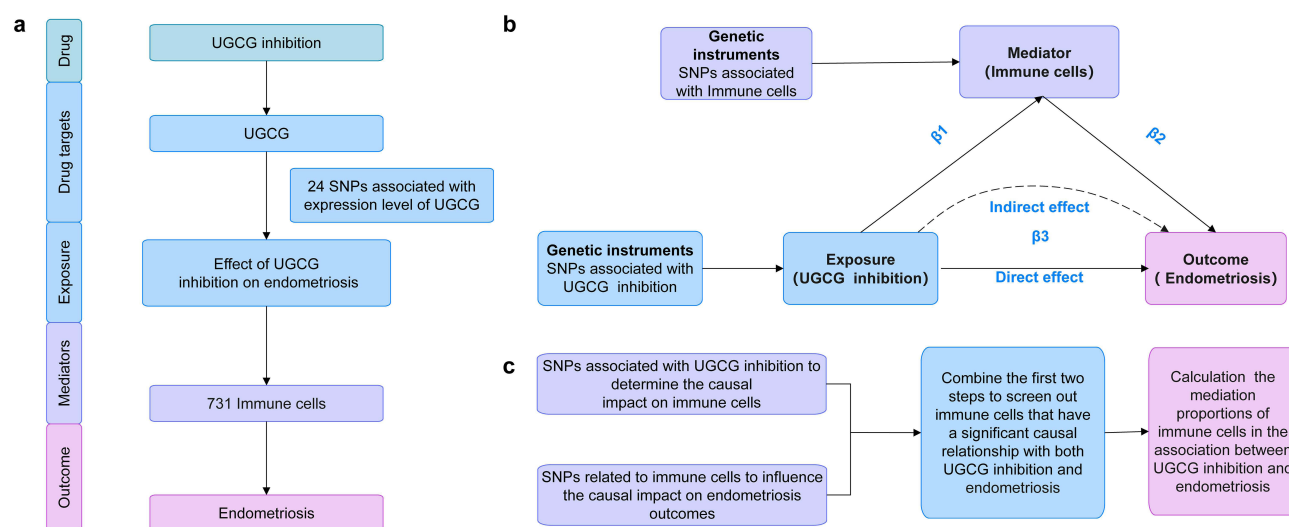 a
Drug
Drug targets
Exposure
Mediators
Outcome
UGCG inhibition
UGCG
24 SNPs associated with
expression level of UGCG
Effect of UGCG
inhibition on endometriosis
731 Immune cells
Endometriosis
b
Genetic
instruments
SNPs associated
with Immune cells
Mediator
(Immune cells)
β1
β2
Indirect effect
β3
Direct effect
Genetic instruments
SNPs associated with
UGCG inhibition
Exposure
(UGCG inhibition)
Outcome
( Endometriosis)
c
SNPs associated with UGCG inhibition to
determine the causal
impact on immune cells
SNPs related to immune cells to influence
the causal impact on endometriosis
outcomes
Combine the first two
steps to screen out
immune cells that have
a significant causal
relationship with both
UGCG inhibition and
endometriosis
Calculation the
mediation
proportions of
immune cells in the
association between
UGCG inhibition and
endometriosis